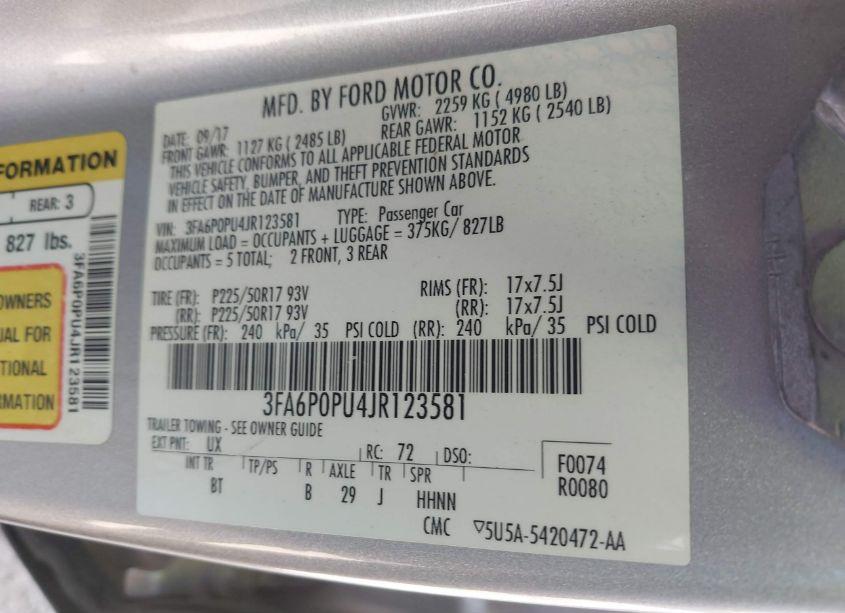 FORMATION
REAR: 3
827 lbs.
OWNERS
UAL FOR
TIONAL
RMATION
3FA6P0PU4JR123581
MFD. BY FORD MOTOR CO.
DATE: 09/17 GVWR: 2259 KG ( 4980 LB)
FRONT GAWR: 1127 KG ( 2485 LB) REAR GAWR: 1152 KG ( 2540 LB)
THIS VEHICLE CONFORMS TO ALL APPLICABLE FEDERAL MOTOR
VEHICLE SAFETY, BUMPER, AND THEFT PREVENTION STANDARDS
IN EFFECT ON THE DATE OF MANUFACTURE SHOWN ABOVE.
VIN: 3FA6P0PU4JR123581 TYPE: Passenger Car
MAXIMUM LOAD = OCCUPANTS + LUGGAGE = 375KG/ 827LB
OCCUPANTS = 5 TOTAL; 2 FRONT, 3 REAR
TIRE (FR): P225/50R17 93V RIMS (FR): 17x7.5J
(RR): P225/50R17 93V (RR): 17x7.5J
PRESSURE (FR): 240 kPa/ 35 PSI COLD (RR): 240 kPa/ 35 PSI COLD
3FA6P0PU4JR123581
TRAILER TOWING - SEE OWNER GUIDE
EXT PNT: UX RC: 72 DSO:
INT TR TP/PS R AXLE TR SPR
BT B 29 J HHNN
F0074
R0080
CMC ▽5U5A-5420472-AA